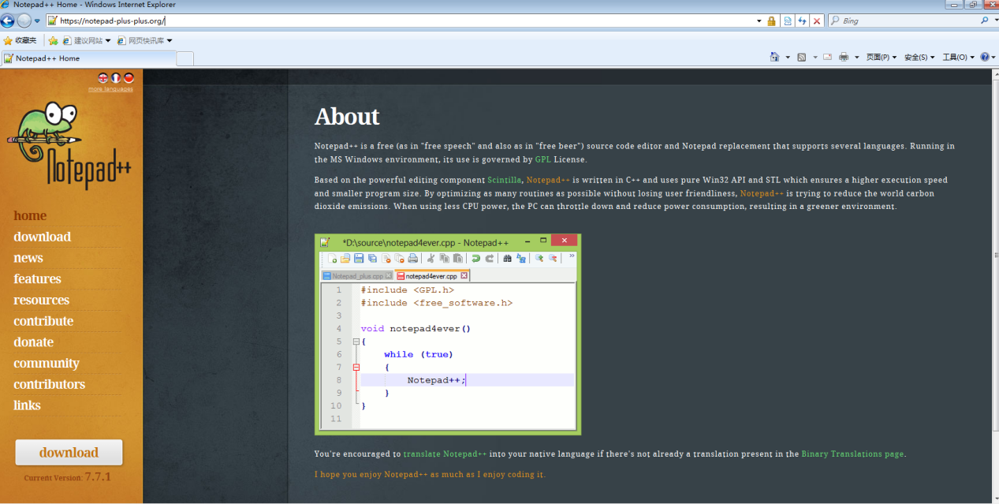 Notepad++ Home - Windows Internet Explorer
https://notepad-plus-plus.org/
Bing
收藏夹
建议网站
网页快讯库
Notepad++ Home
页面(P)
安全(S)
工具(O)
more languages
Notepad++
home
download
news
features
resources
contribute
donate
community
contributors
links
download
Current Version: 7.7.1
About
Notepad++ is a free (as in "free speech" and also as in "free beer") source code editor and Notepad replacement that supports several languages. Running in
the MS Windows environment, its use is governed by GPL License.
Based on the powerful editing component Scintilla, Notepad++ is written in C++ and uses pure Win32 API and STL which ensures a higher execution speed
and smaller program size. By optimizing as many routines as possible without losing user friendliness, Notepad++ is trying to reduce the world carbon
dioxide emissions. When using less CPU power, the PC can throttle down and reduce power consumption, resulting in a greener environment.
*D:\source\notepad4ever.cpp - Notepad++
Notepad_plus.cpp
notepad4ever.cpp
1 #include <GPL.h>
2 #include <free_software.h>
3
4 void notepad4ever()
5 {
6 while (true)
7 {
8 Notepad++;
9 }
10 }
11
You're encouraged to translate Notepad++ into your native language if there's not already a translation present in the Binary Translations page.
I hope you enjoy Notepad++ as much as I enjoy coding it.